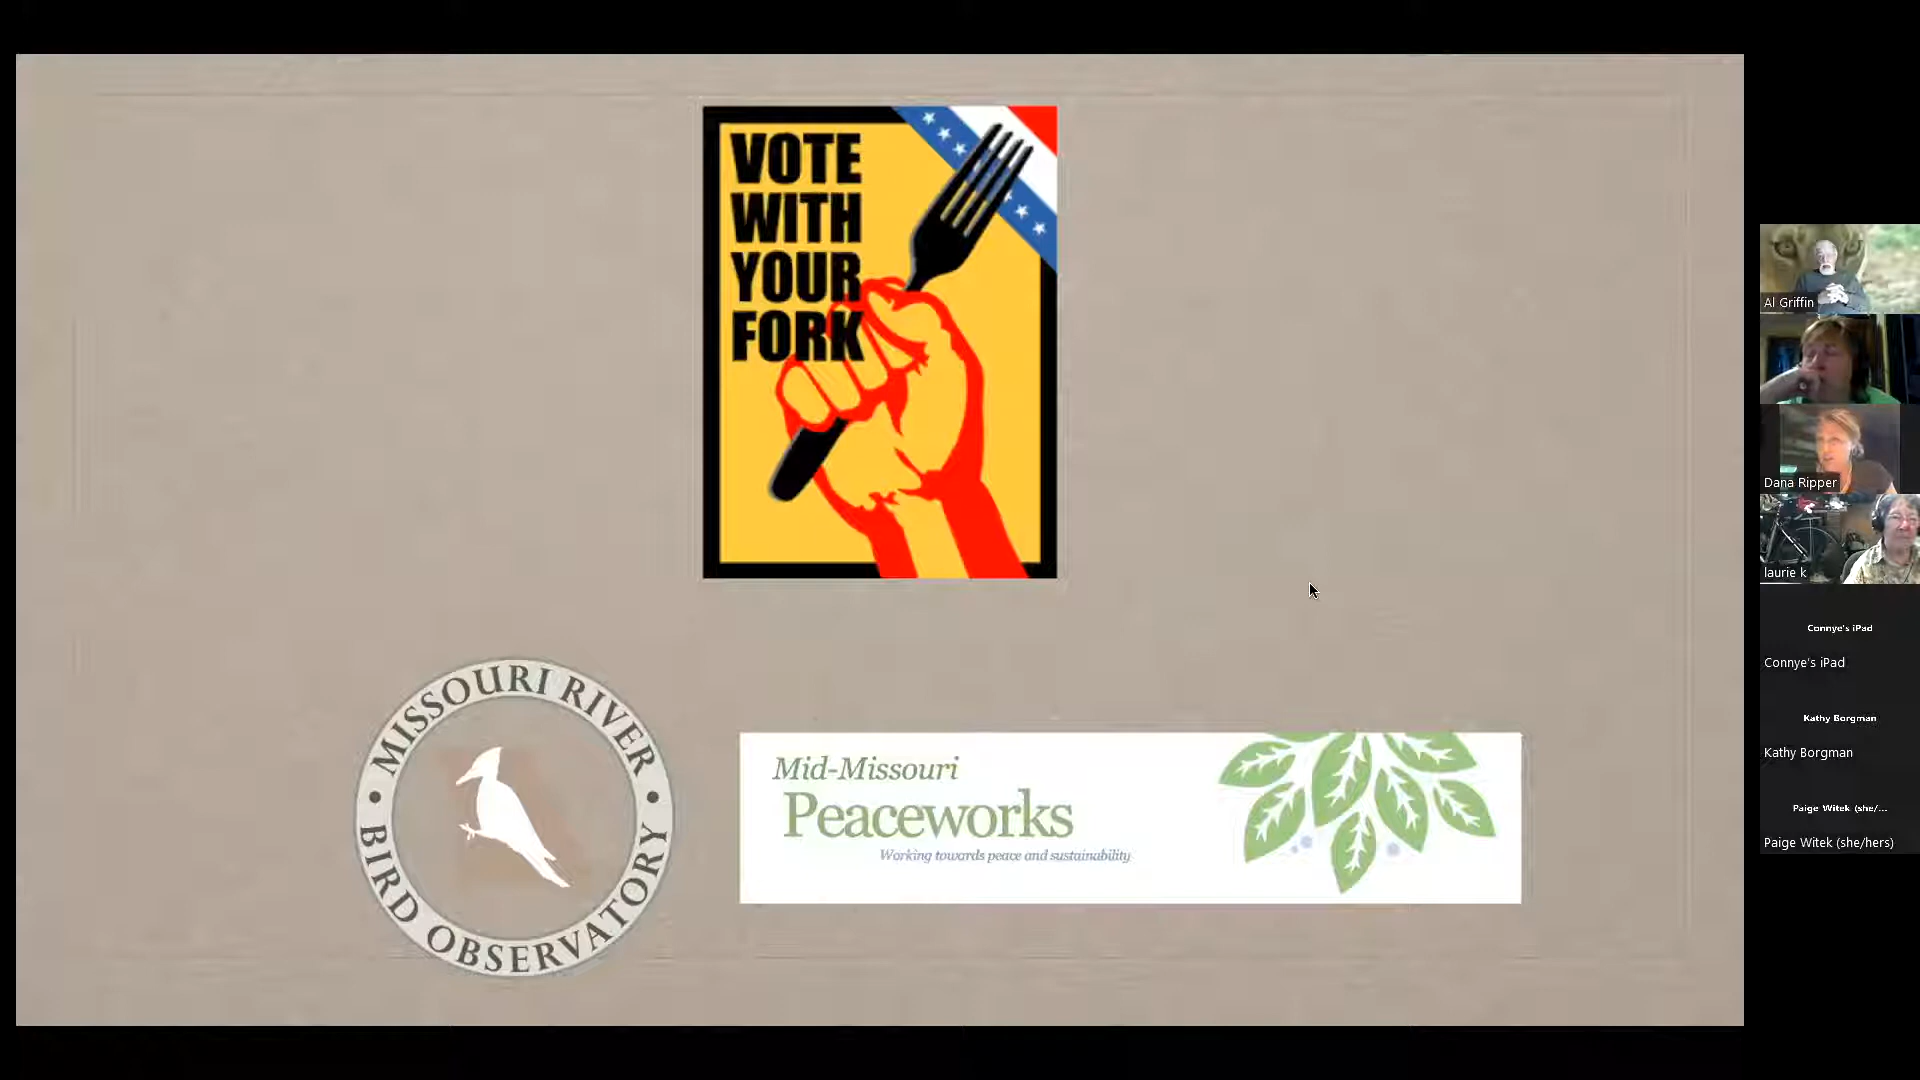 VOTE
WITH
YOUR
FORK
MISSOURI RIVER
BIRD OBSERVATORY
Mid-Missouri
Peaceworks
Working towards peace and sustainability
Al Griffin
Dana Ripper
laurie k
Connye's iPad
Connye's iPad
Kathy Borgman
Kathy Borgman
Paige Witek (she/...
Paige Witek (she/hers)